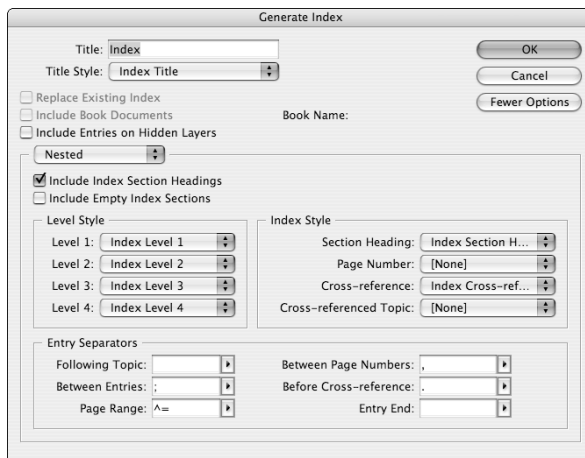 Generate Index
Title: Index
OK
Title Style: Index Title
Cancel
Replace Existing Index
Fewer Options
Include Book Documents
Book Name:
Include Entries on Hidden Layers
Nested
Include Index Section Headings
Include Empty Index Sections
Level Style
Level 1: Index Level 1
Level 2: Index Level 2
Level 3: Index Level 3
Level 4: Index Level 4
Index Style
Section Heading: Index Section H...
Page Number: [None]
Cross-reference: Index Cross-ref...
Cross-referenced Topic: [None]
Entry Separators
Following Topic:
Between Page Numbers: ,
Between Entries: ;
Before Cross-reference: .
Page Range: ^=
Entry End: